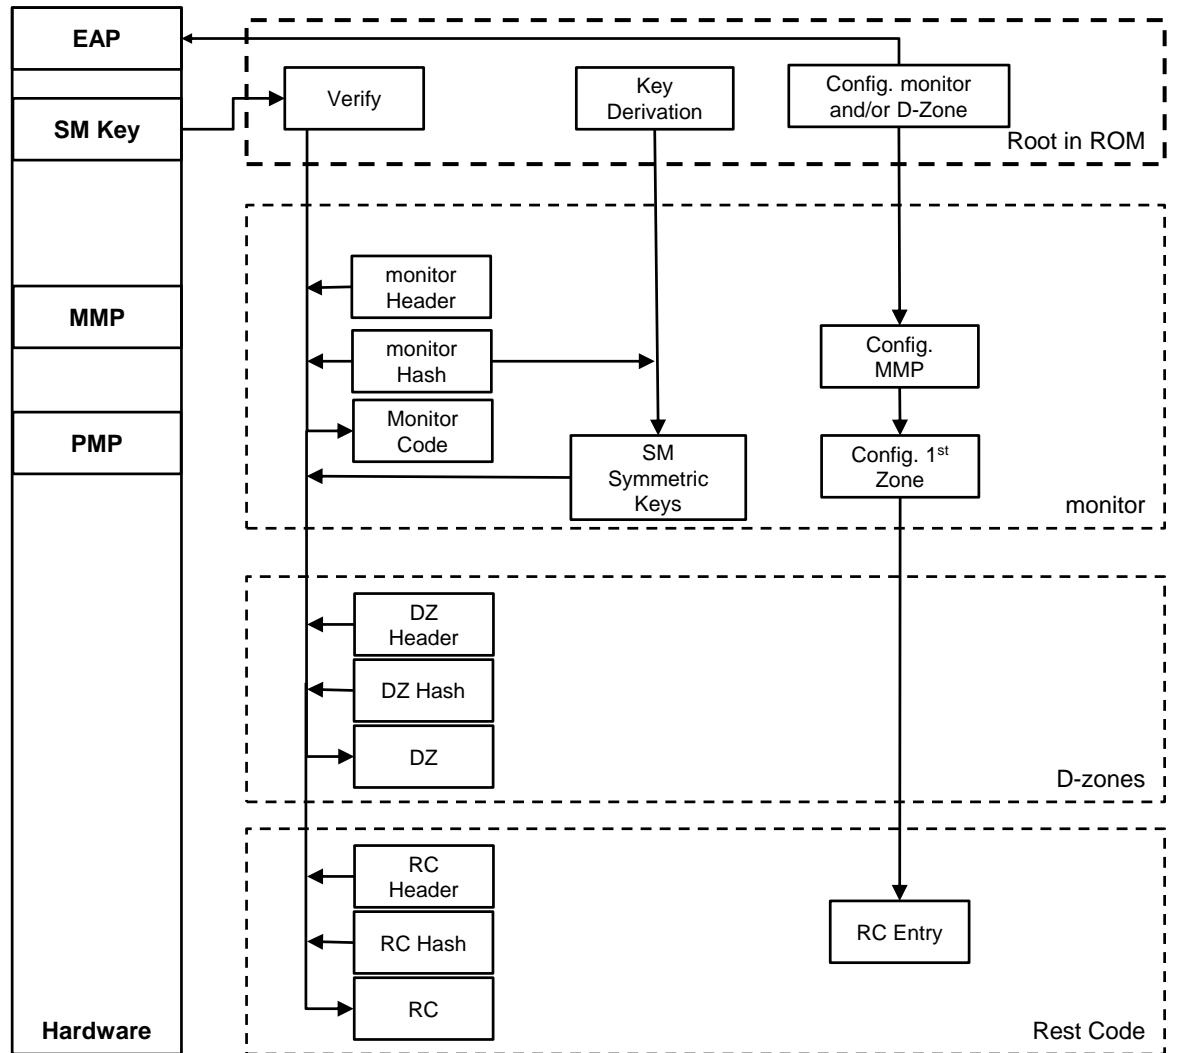 EAP
SM Key
MMP
PMP
Hardware
Verify
Key
Derivation
Config. monitor
and/or D-Zone
Root in ROM
monitor
Header
monitor
Hash
Monitor
Code
SM
Symmetric
Keys
Config.
MMP
Config. 1st
Zone
monitor
DZ
Header
DZ Hash
DZ
D-zones
RC
Header
RC Hash
RC
RC Entry
Rest Code